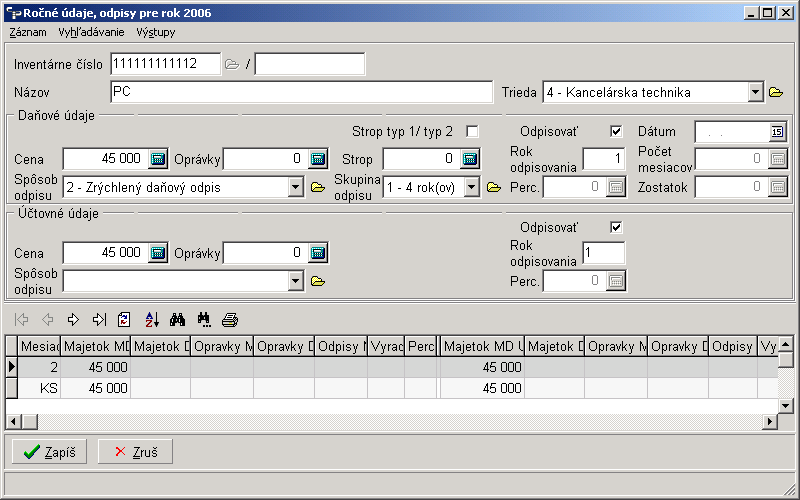 Ročné údaje, odpisy pre rok 2006
Záznam Vyhľadávanie Výstupy
Inventárne číslo 111111111112 /
Názov PC Trieda 4 - Kancelárska technika
Daňové údaje
Strop typ 1/ typ 2 Odpisovať Dátum . . 15
Cena 45 000 Oprávky 0 Strop 0 Rok odpisovania 1 Počet mesiacov 0
Spôsob odpisu 2 - Zrýchlený daňový odpis Skupina odpisu 1 - 4 rok(ov) Perc. 0 Zostatok 0
Účtovné údaje
Odpisovať
Cena 45 000 Oprávky 0 Rok odpisovania 1
Spôsob odpisu Perc. 0
Mesiac Majetok MD Majetok D Opravky M Opravky D Odpisy N Vyrac Perc Majetok MD U Majetok D Opravky M Opravky D Odpisy Vy
2 45 000 45 000
KS 45 000 45 000
Zapíš Zruš